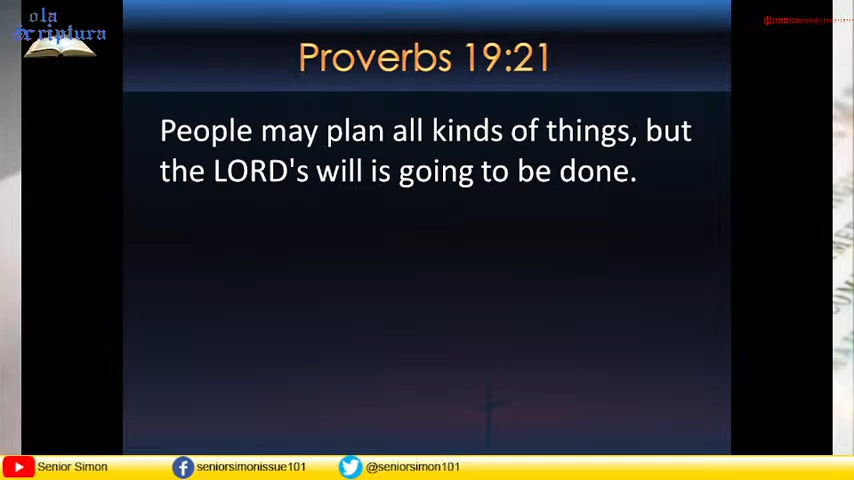 ola
Scriptura
Proverbs 19:21
People may plan all kinds of things, but
the LORD's will is going to be done.
Senior Simon
seniorsimonissue101
@seniorsimon101